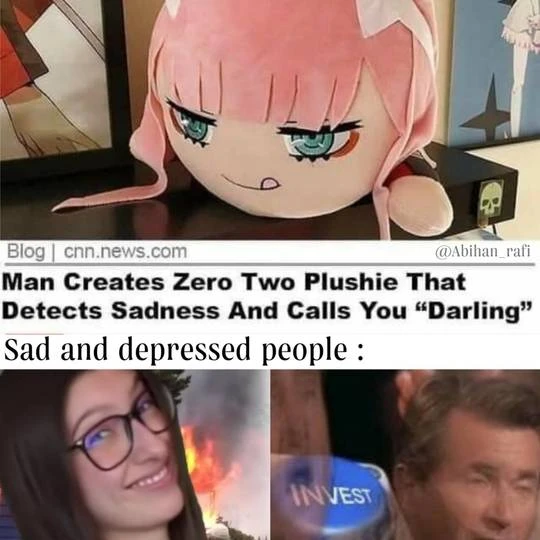 Blog | cnn.news.com
@Abihan_rafi
Man Creates Zero Two Plushie That
Detects Sadness And Calls You “Darling”
Sad and depressed people :
INVEST